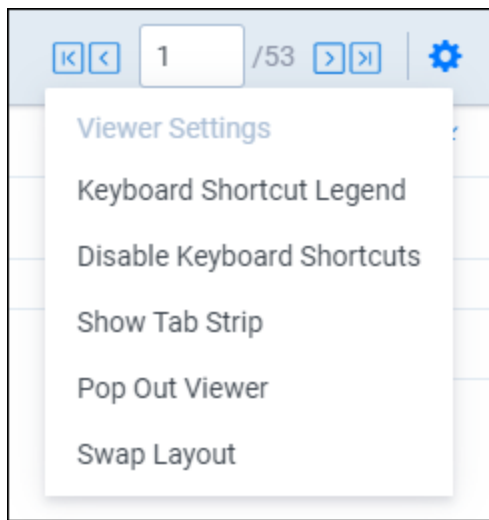 1 /53
Viewer Settings
Keyboard Shortcut Legend
Disable Keyboard Shortcuts
Show Tab Strip
Pop Out Viewer
Swap Layout